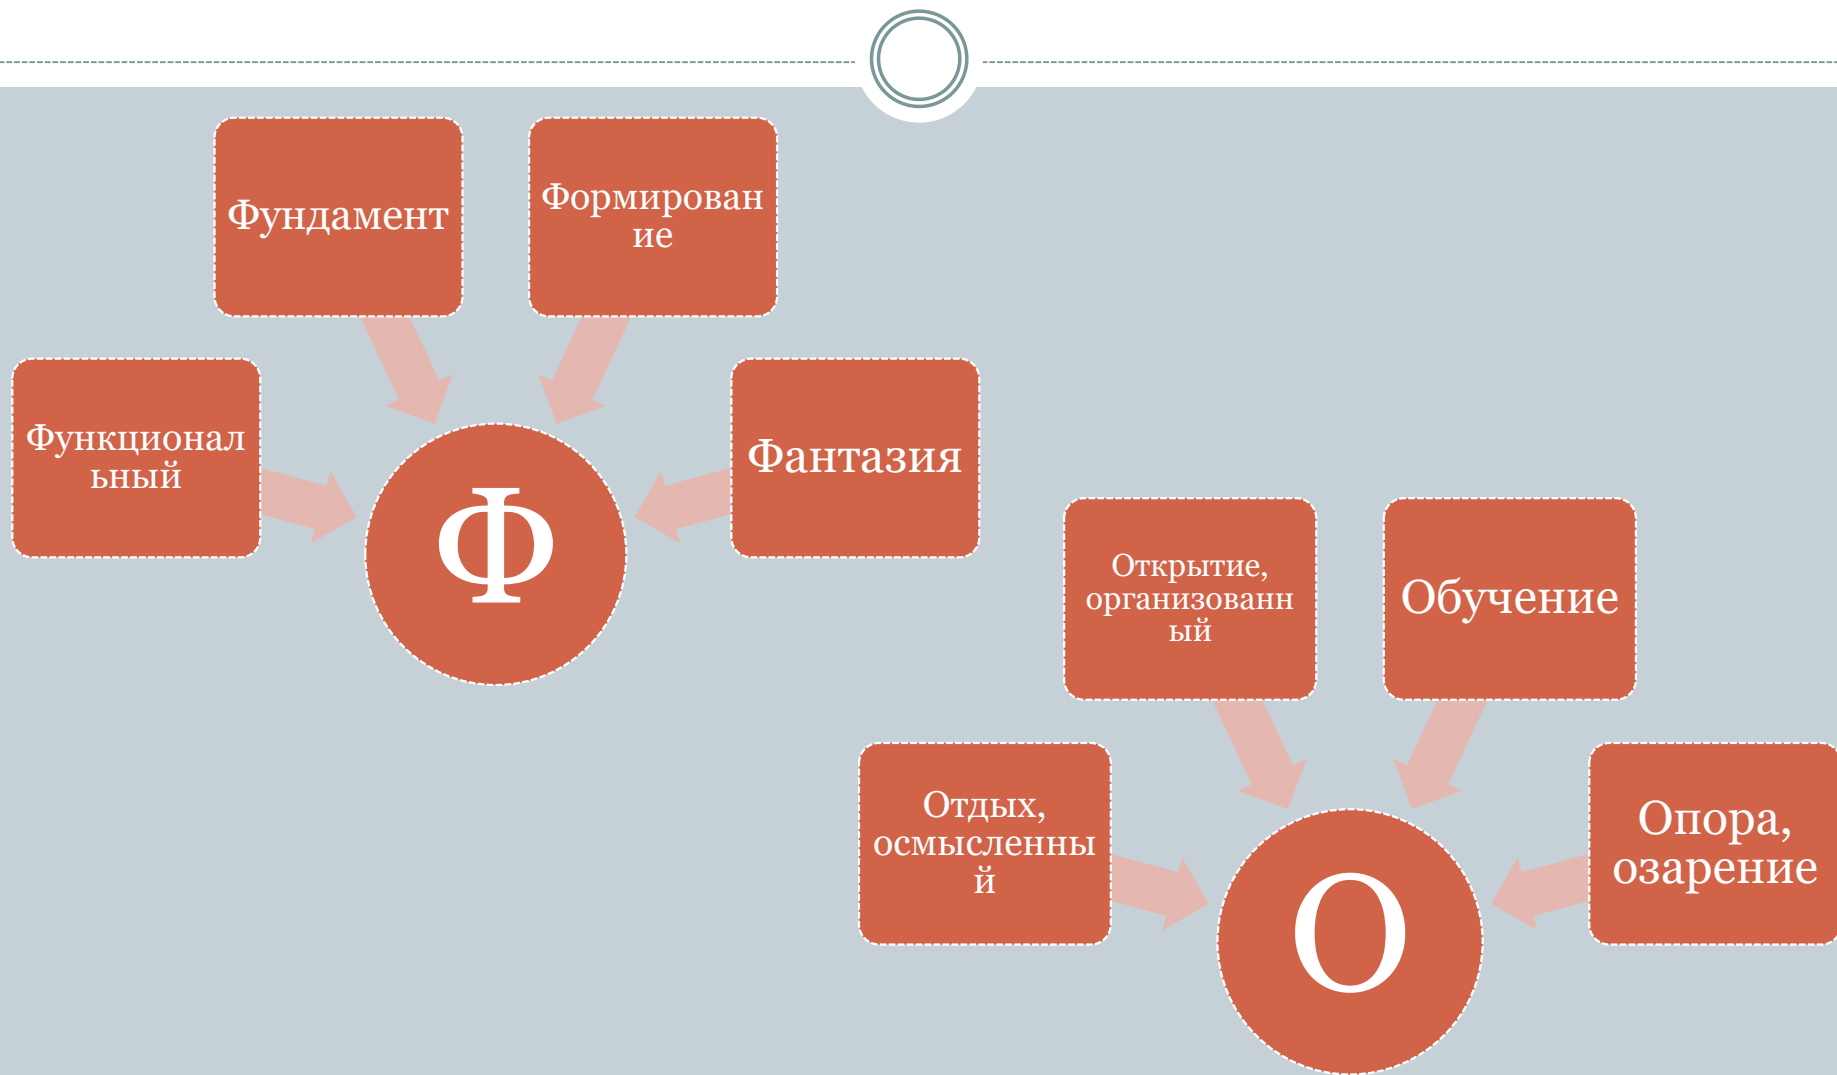 Фундамент
Формирован
ие
Функционал
ьный
Фантазия
Ф
Открытие,
организованн
ый
Обучение
Отдых,
осмысленны
й
Опора,
озарение
О